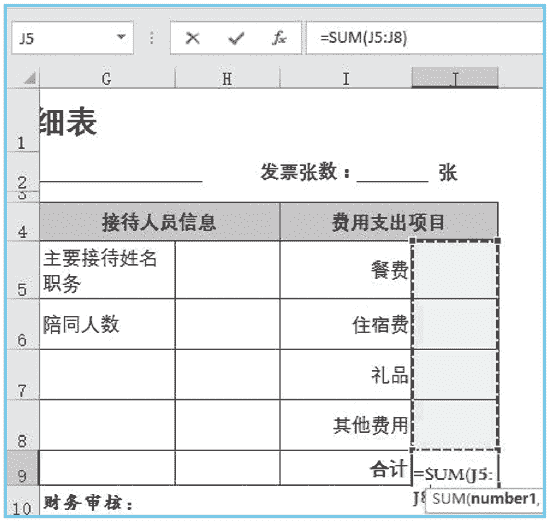 J5 =SUM(J5:J8)
G H I J
1 细表
2 发票张数：______ 张
3
4 接待人员信息 费用支出项目
5 主要接待姓名 餐费
职务
6 陪同人数 住宿费
7 礼品
8 其他费用
9 合计 =SUM(J5:
J8
SUM(number1,
10 财务审核：